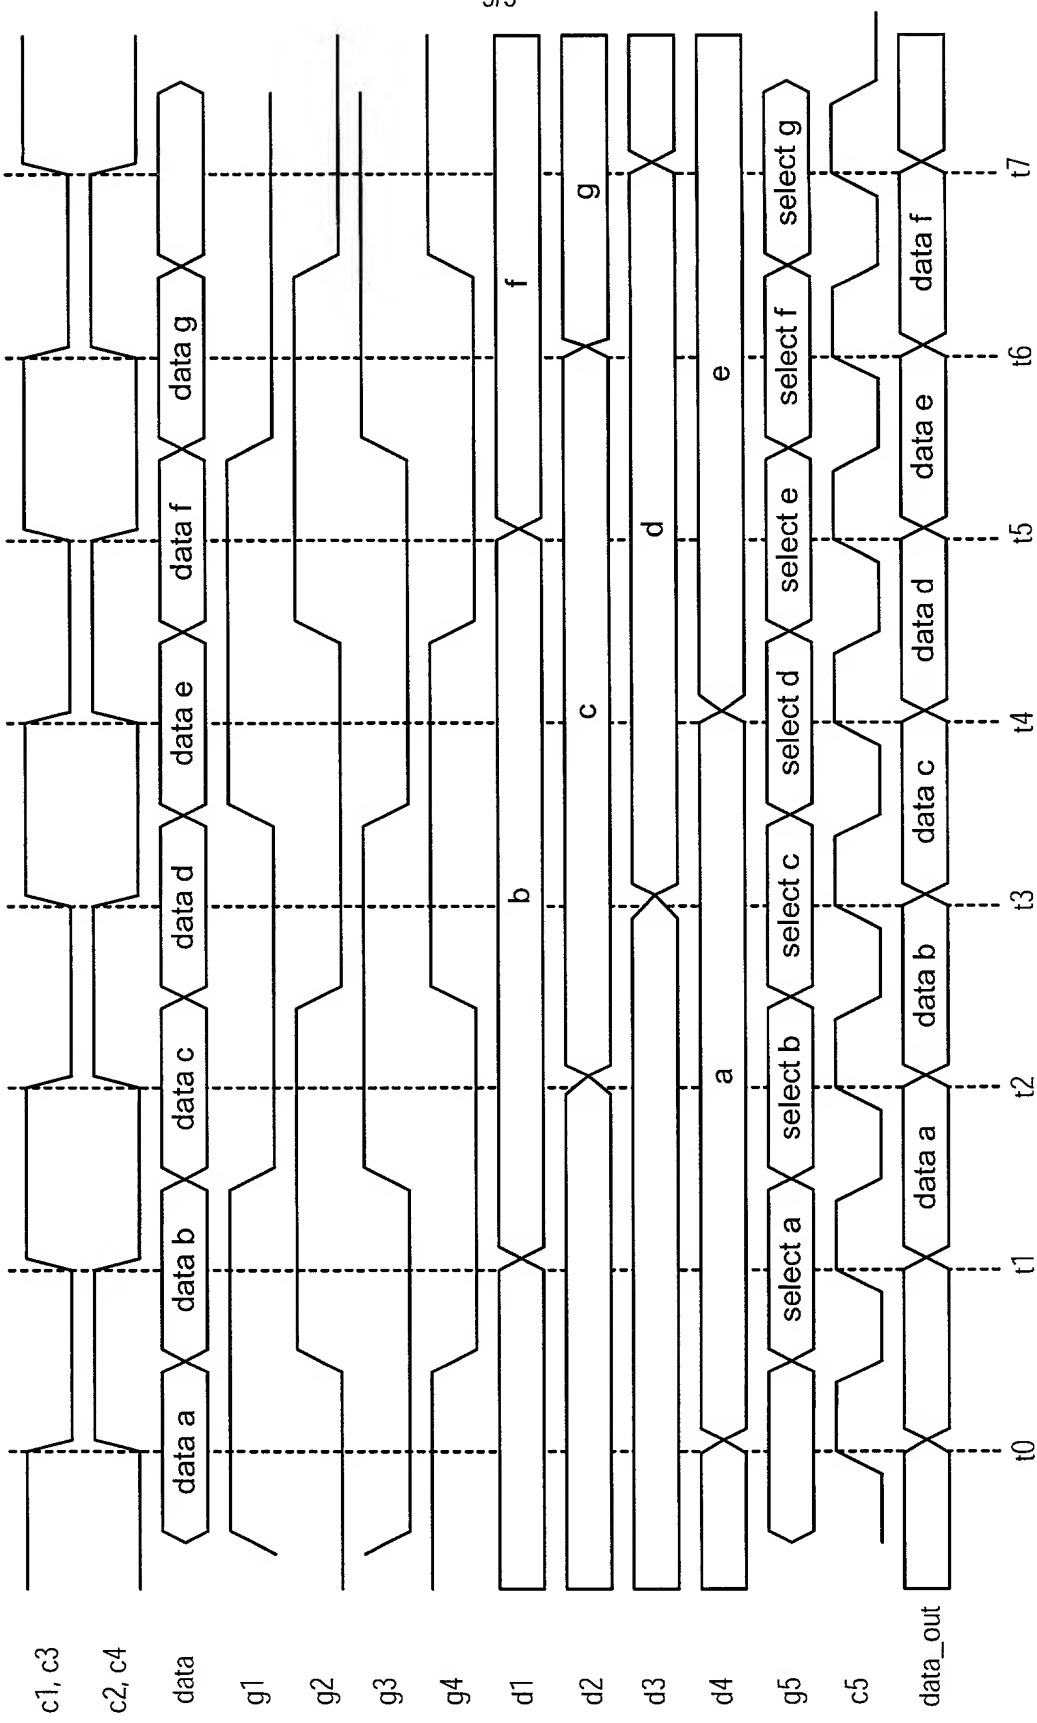 c1, c3
c2, c4
data data a data b data c data d data e data f data g
g1
g2
g3
g4
d1 b f
d2 c g
d3 d
d4 a e
g5 select a select b select c select d select e select f select g
c5
data_out data a data b data c data d data e data f
t0 t1 t2 t3 t4 t5 t6 t7